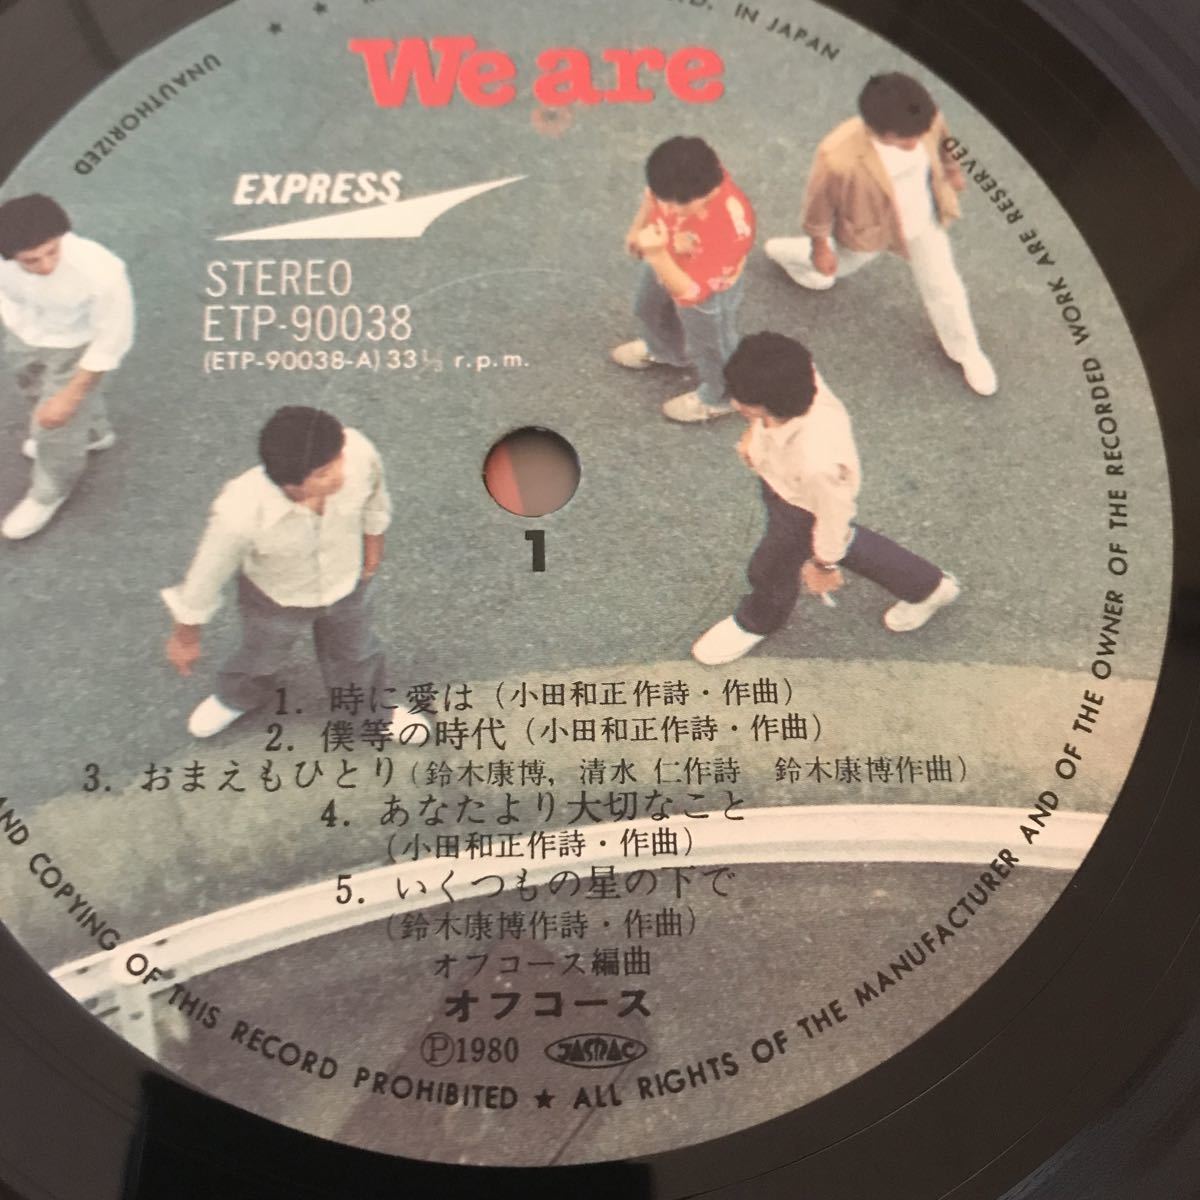 We are
EXPRESS
STEREO
ETP-90038
(ETP-90038-A) 33⅓ r.p.m.
1
1. 時に愛は (小田和正作詩・作曲)
2. 僕等の時代 (小田和正作詩・作曲)
3. おまえもひとり (鈴木康博, 清水 仁作詩 鈴木康博作曲)
4. あなたより大切なこと
(小田和正作詩・作曲)
5. いくつもの星の下で
(鈴木康博作詩・作曲)
オフコース編曲
オフコース
Ⓟ1980 JASRAC
IN JAPAN ★ ALL RIGHTS OF THE MANUFACTURER AND OF THE OWNER OF THE RECORDED WORK ARE RESERVED
★ UNAUTHORIZED
COPYING OF THIS RECORD PROHIBITED